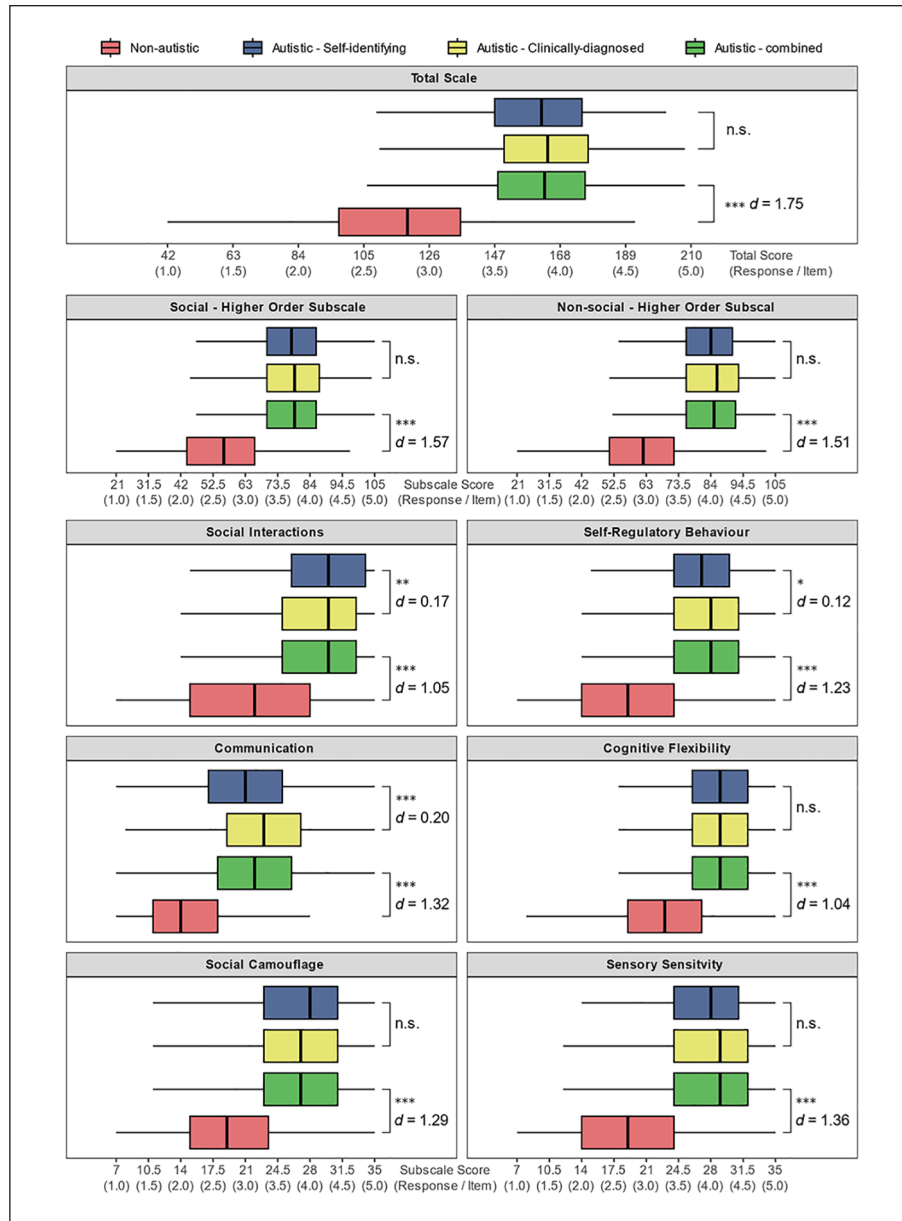 Non-autistic Autistic - Self-identifying Autistic - Clinically-diagnosed Autistic - combined
Total Scale
n.s.
*** d = 1.75
42 63 84 105 126 147 168 189 210 Total Score
(1.0) (1.5) (2.0) (2.5) (3.0) (3.5) (4.0) (4.5) (5.0) (Response / Item)
Social - Higher Order Subscale
n.s.
***
d = 1.57
Non-social - Higher Order Subscal
n.s.
***
d = 1.51
21 31.5 42 52.5 63 73.5 84 94.5 105 Subscale Score 21 31.5 42 52.5 63 73.5 84 94.5 105
(1.0) (1.5) (2.0) (2.5) (3.0) (3.5) (4.0) (4.5) (5.0) (Response / Item) (1.0) (1.5) (2.0) (2.5) (3.0) (3.5) (4.0) (4.5) (5.0)
Social Interactions
**
d = 0.17
***
d = 1.05
Self-Regulatory Behaviour
*
d = 0.12
***
d = 1.23
Communication
***
d = 0.20
***
d = 1.32
Cognitive Flexibility
n.s.
***
d = 1.04
Social Camouflage
n.s.
***
d = 1.29
Sensory Sensitvity
n.s.
***
d = 1.36
7 10.5 14 17.5 21 24.5 28 31.5 35 Subscale Score 7 10.5 14 17.5 21 24.5 28 31.5 35
(1.0) (1.5) (2.0) (2.5) (3.0) (3.5) (4.0) (4.5) (5.0) (Response / Item) (1.0) (1.5) (2.0) (2.5) (3.0) (3.5) (4.0) (4.5) (5.0)